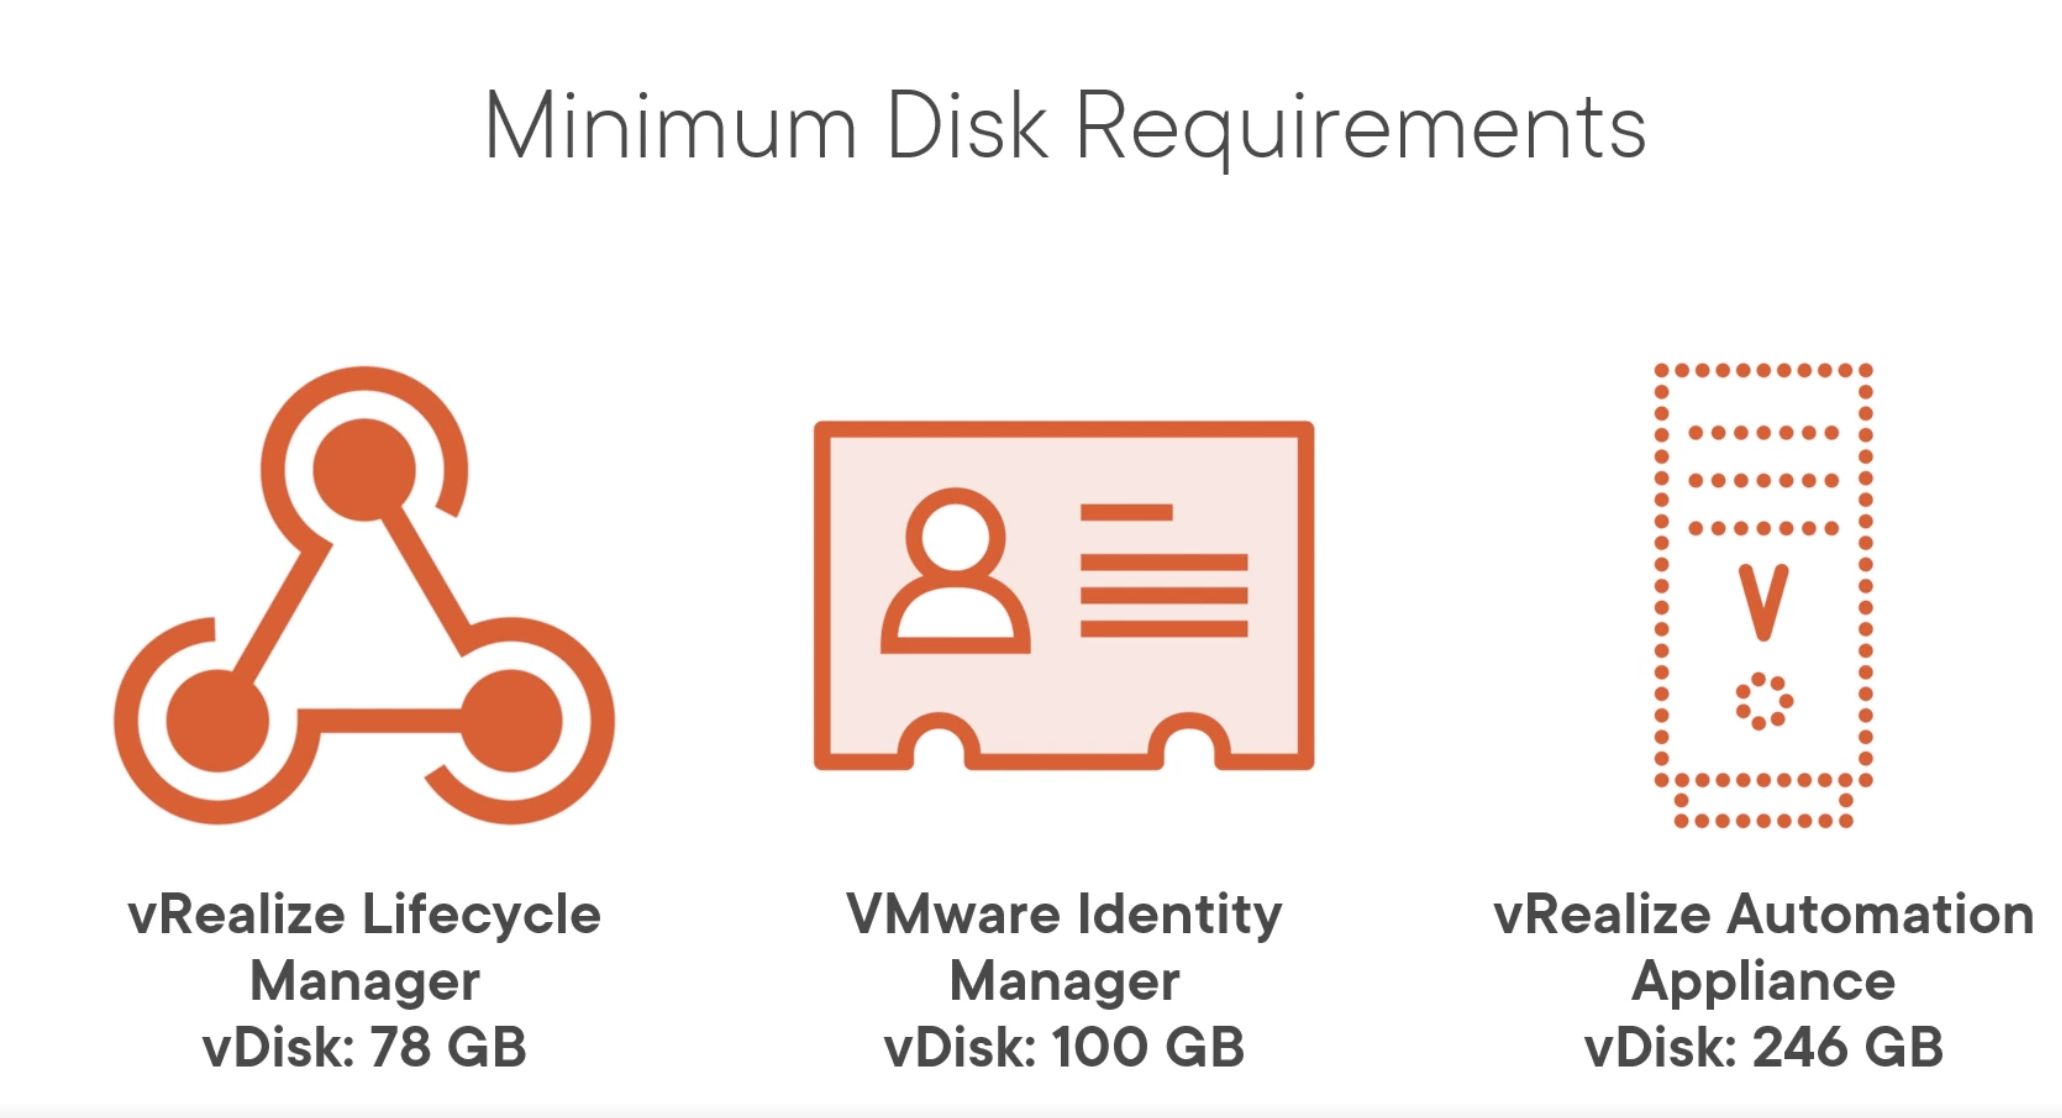 Minimum Disk Requirements
vRealize Lifecycle
Manager
vDisk: 78 GB
VMware Identity
Manager
vDisk: 100 GB
vRealize Automation
Appliance
vDisk: 246 GB